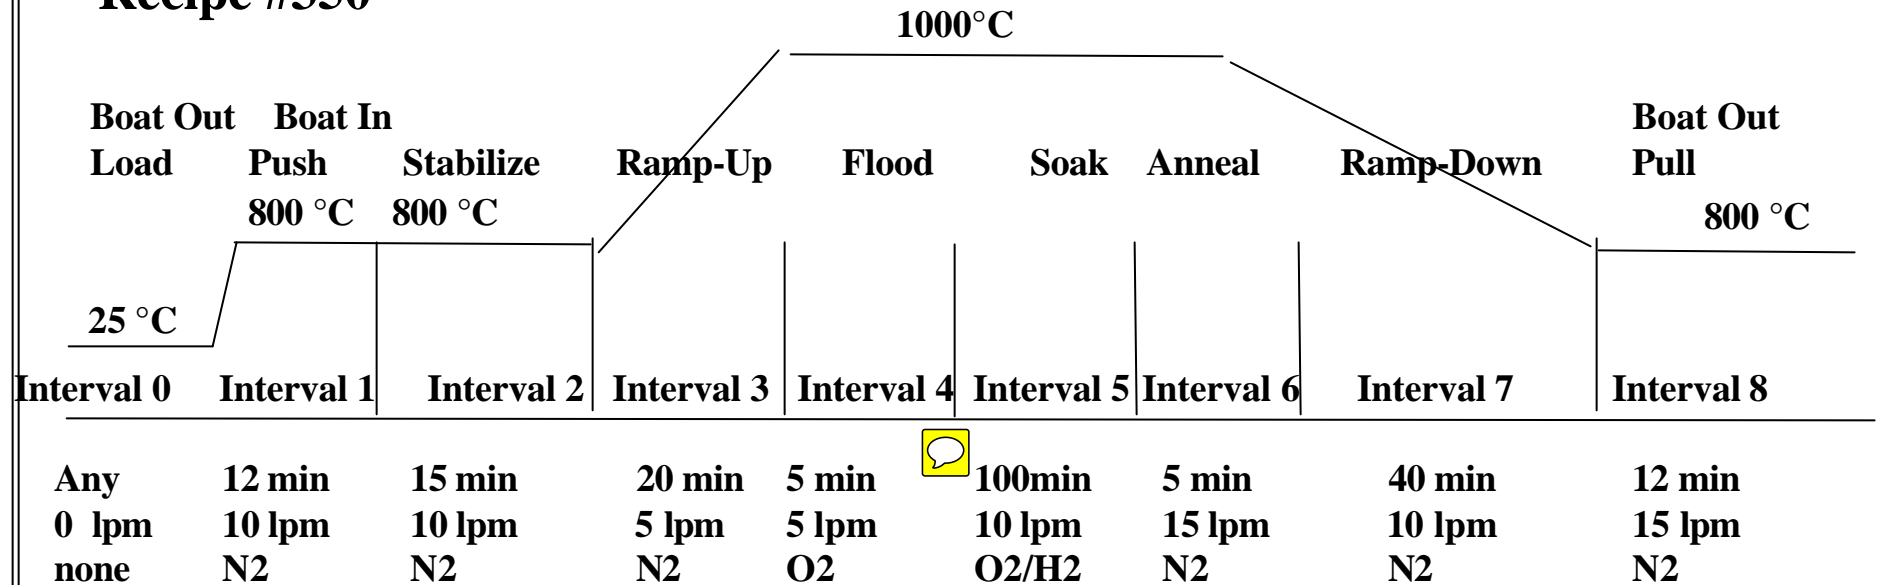 Recipe #350
1000°C
Boat Out Boat In Boat Out
Load Push Stabilize Ramp-Up Flood Soak Anneal Ramp-Down Pull
800 °C 800 °C 800 °C
25 °C
Interval 0 Interval 1 Interval 2 Interval 3 Interval 4 Interval 5 Interval 6 Interval 7 Interval 8
Any 12 min 15 min 20 min 5 min 100min 5 min 40 min 12 min
0 lpm 10 lpm 10 lpm 5 lpm 5 lpm 10 lpm 15 lpm 10 lpm 15 lpm
none N2 N2 N2 O2 O2/H2 N2 N2 N2